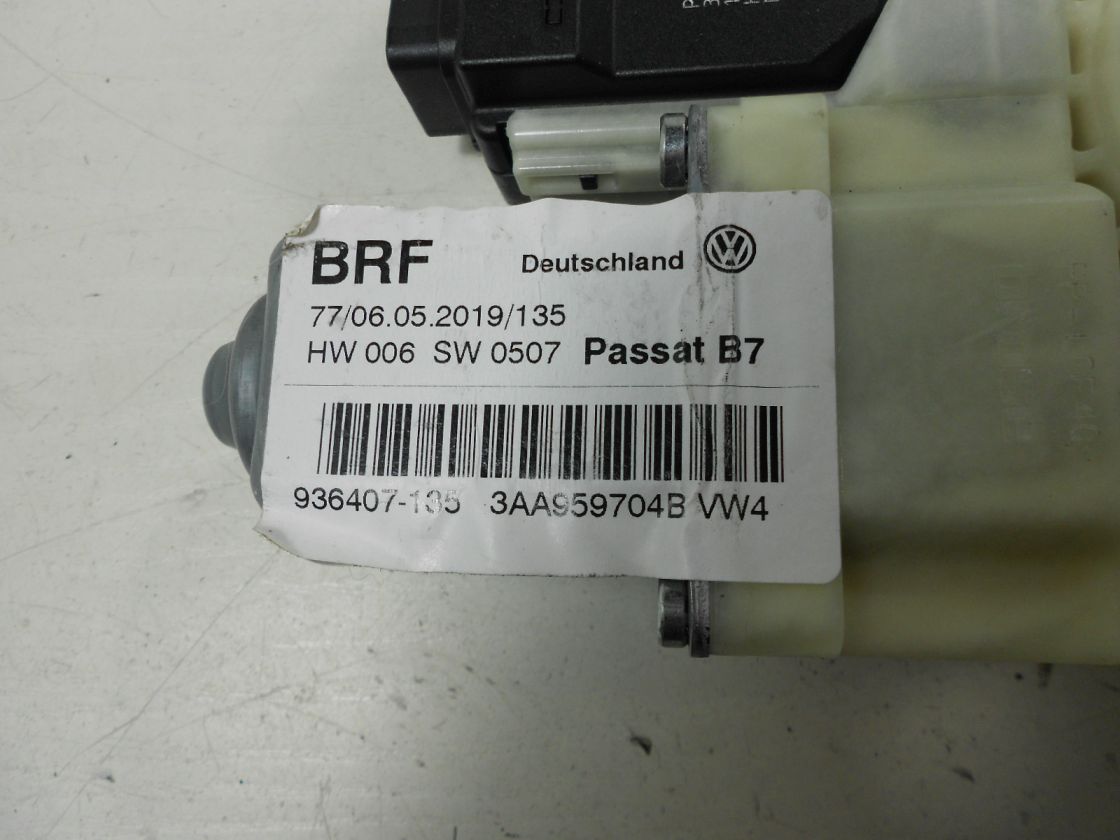 BRF Deutschland
77/06.05.2019/135
HW 006 SW 0507 Passat B7
936407-135 3AA959704B VW4